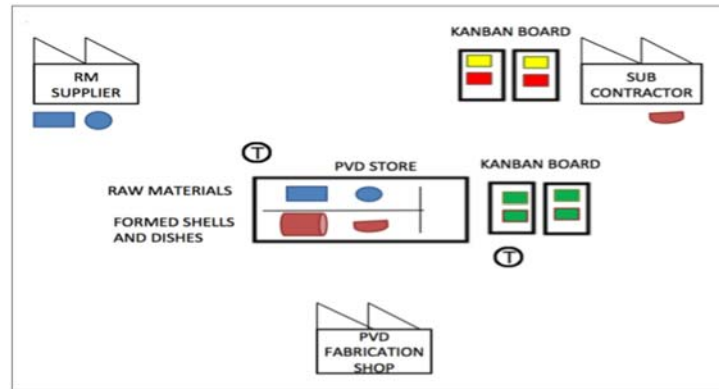 KANBAN BOARD
RM
SUPPLIER
SUB
CONTRACTOR
T
PVD STORE
KANBAN BOARD
RAW MATERIALS
FORMED SHELLS
AND DISHES
T
PVD
FABRICATION
SHOP